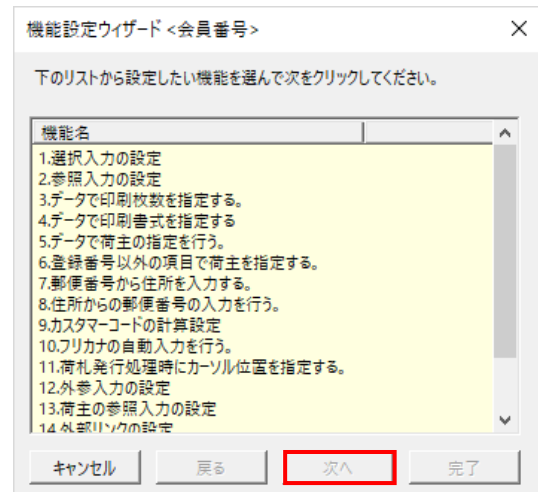 機能設定ウィザード <会員番号>
下のリストから設定したい機能を選んで次をクリックしてください。
機能名
1.選択入力の設定
2.参照入力の設定
3.データで印刷枚数を指定する。
4.データで印刷書式を指定する
5.データで荷主の指定を行う。
6.登録番号以外の項目で荷主を指定する。
7.郵便番号から住所を入力する。
8.住所からの郵便番号の入力を行う。
9.カスタマーコードの計算設定
10.フリカナの自動入力を行う。
11.荷札発行処理時にカーソル位置を指定する。
12.外参入力の設定
13.荷主の参照入力の設定
14.外部リンクの設定
キャンセル 戻る 次へ 完了